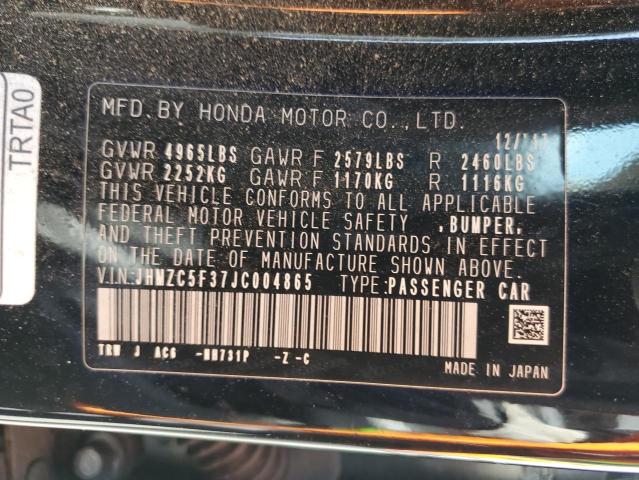 TRTA0
MFD.BY HONDA MOTOR CO.,LTD.
12/'17
GVWR 4965LBS GAWR F 2579LBS R 2460LBS
GVWR 2252KG GAWR F 1170KG R 1116KG
THIS VEHICLE CONFORMS TO ALL APPLICABLE
FEDERAL MOTOR VEHICLE SAFETY ,BUMPER,
AND THEFT PREVENTION STANDARDS IN EFFECT
ON THE DATE OF MANUFACTURE SHOWN ABOVE.
VIN:JHMZC5F37JC004865 TYPE:PASSENGER CAR
TRW J ACG -NH731P -Z -C
MADE IN JAPAN